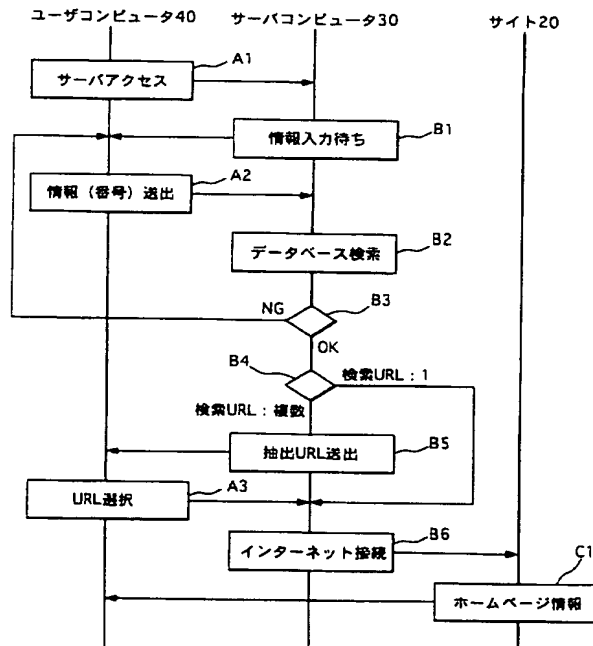 ユーザコンピュータ40
サーバコンピュータ30
サイト20
サーバアクセス
A1
情報入力待ち
B1
情報（番号）送出
A2
データベース検索
B2
NG
B3
OK
B4
検索URL：1
検索URL：複数
抽出URL送出
B5
URL選択
A3
インターネット接続
B6
C1
ホームページ情報